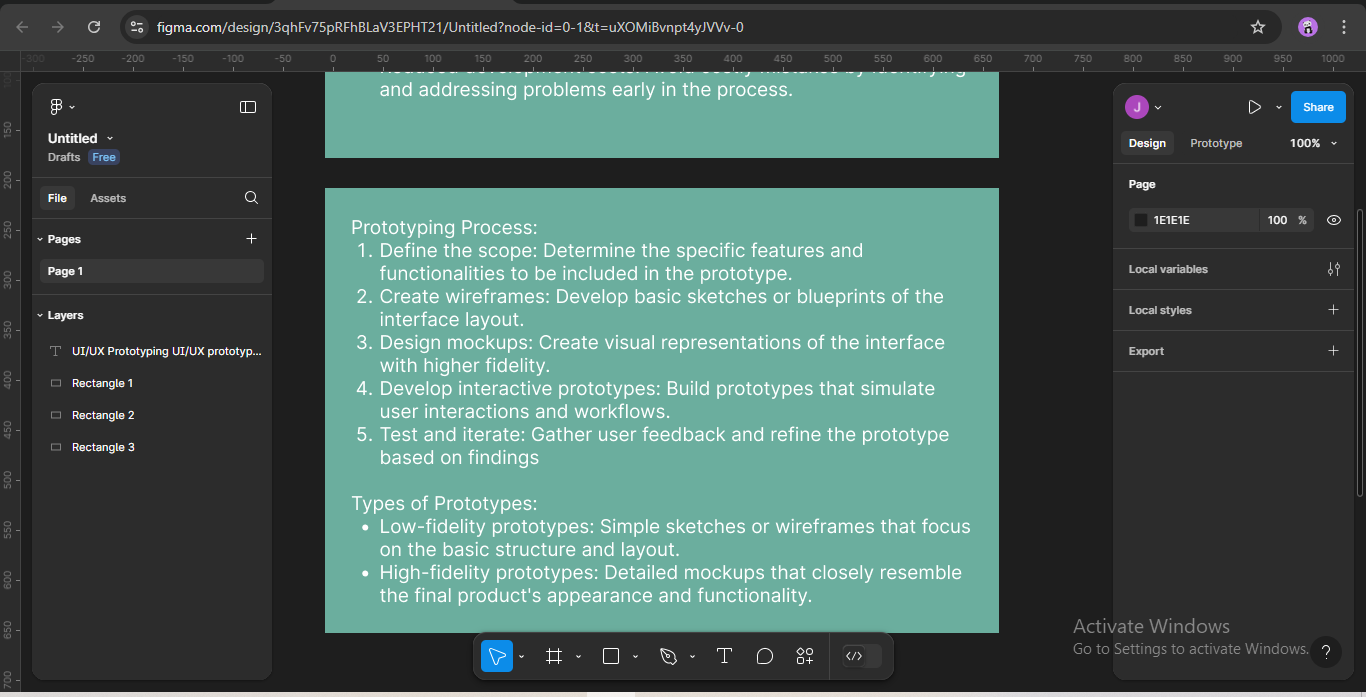 figma.com/design/3qhFv75pRFhBLaV3EPHT21/Untitled?node-id=0-1&t=uXOMiBvnpt4yJVVv-0
-300 -250 -200 -150 -100 -50 0 50 100 150 200 250 300 350 400 450 500 550 600 650 700 750 800 850 900 950 1000
100
150
200
250
300
350
400
450
500
550
600
650
700
Untitled
Drafts Free
File Assets
Pages
Page 1
Layers
UI/UX Prototyping UI/UX prototyp...
Rectangle 1
Rectangle 2
Rectangle 3
Reduced development costs: Avoid costly mistakes by identifying
and addressing problems early in the process.
Prototyping Process:
1. Define the scope: Determine the specific features and
functionalities to be included in the prototype.
2. Create wireframes: Develop basic sketches or blueprints of the
interface layout.
3. Design mockups: Create visual representations of the interface
with higher fidelity.
4. Develop interactive prototypes: Build prototypes that simulate
user interactions and workflows.
5. Test and iterate: Gather user feedback and refine the prototype
based on findings
Types of Prototypes:
• Low-fidelity prototypes: Simple sketches or wireframes that focus
on the basic structure and layout.
• High-fidelity prototypes: Detailed mockups that closely resemble
the final product's appearance and functionality.
J
Share
Design Prototype 100%
Page
1E1E1E 100 %
Local variables
Local styles
Export
Activate Windows
Go to Settings to activate Windows.
?